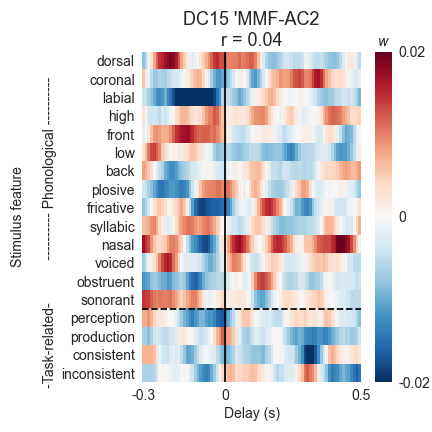 DC15 'MMF-AC2
r = 0.04
w
Stimulus feature
---------- Phonological ----------
-Task-related-
dorsal
coronal
labial
high
front
low
back
plosive
fricative
syllabic
nasal
voiced
obstruent
sonorant
perception
production
consistent
inconsistent
0.02
0
-0.02
-0.3
0
0.5
Delay (s)